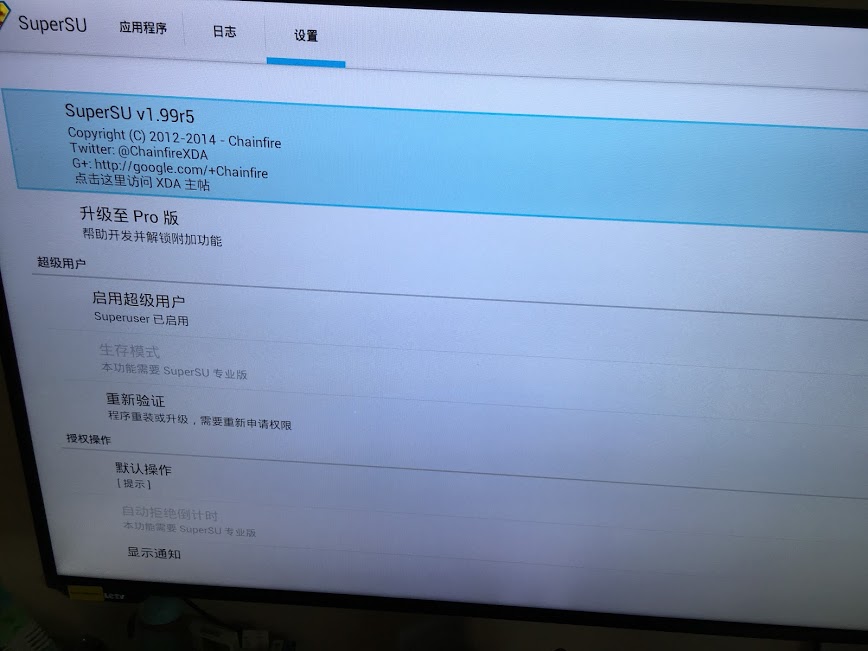 SuperSU 应用程序 日志 设置
SuperSU v1.99r5
Copyright (C) 2012-2014 - Chainfire
Twitter: @ChainfireXDA
G+: http://google.com/+Chainfire
点击这里访问 XDA 主帖
升级至 Pro 版
帮助开发并解锁附加功能
超级用户
启用超级用户
Superuser 已启用
生存模式
本功能需要 SuperSU 专业版
重新验证
程序重装或升级，需要重新申请权限
授权操作
默认操作
[ 提示 ]
自动拒绝倒计时
本功能需要 SuperSU 专业版
显示通知